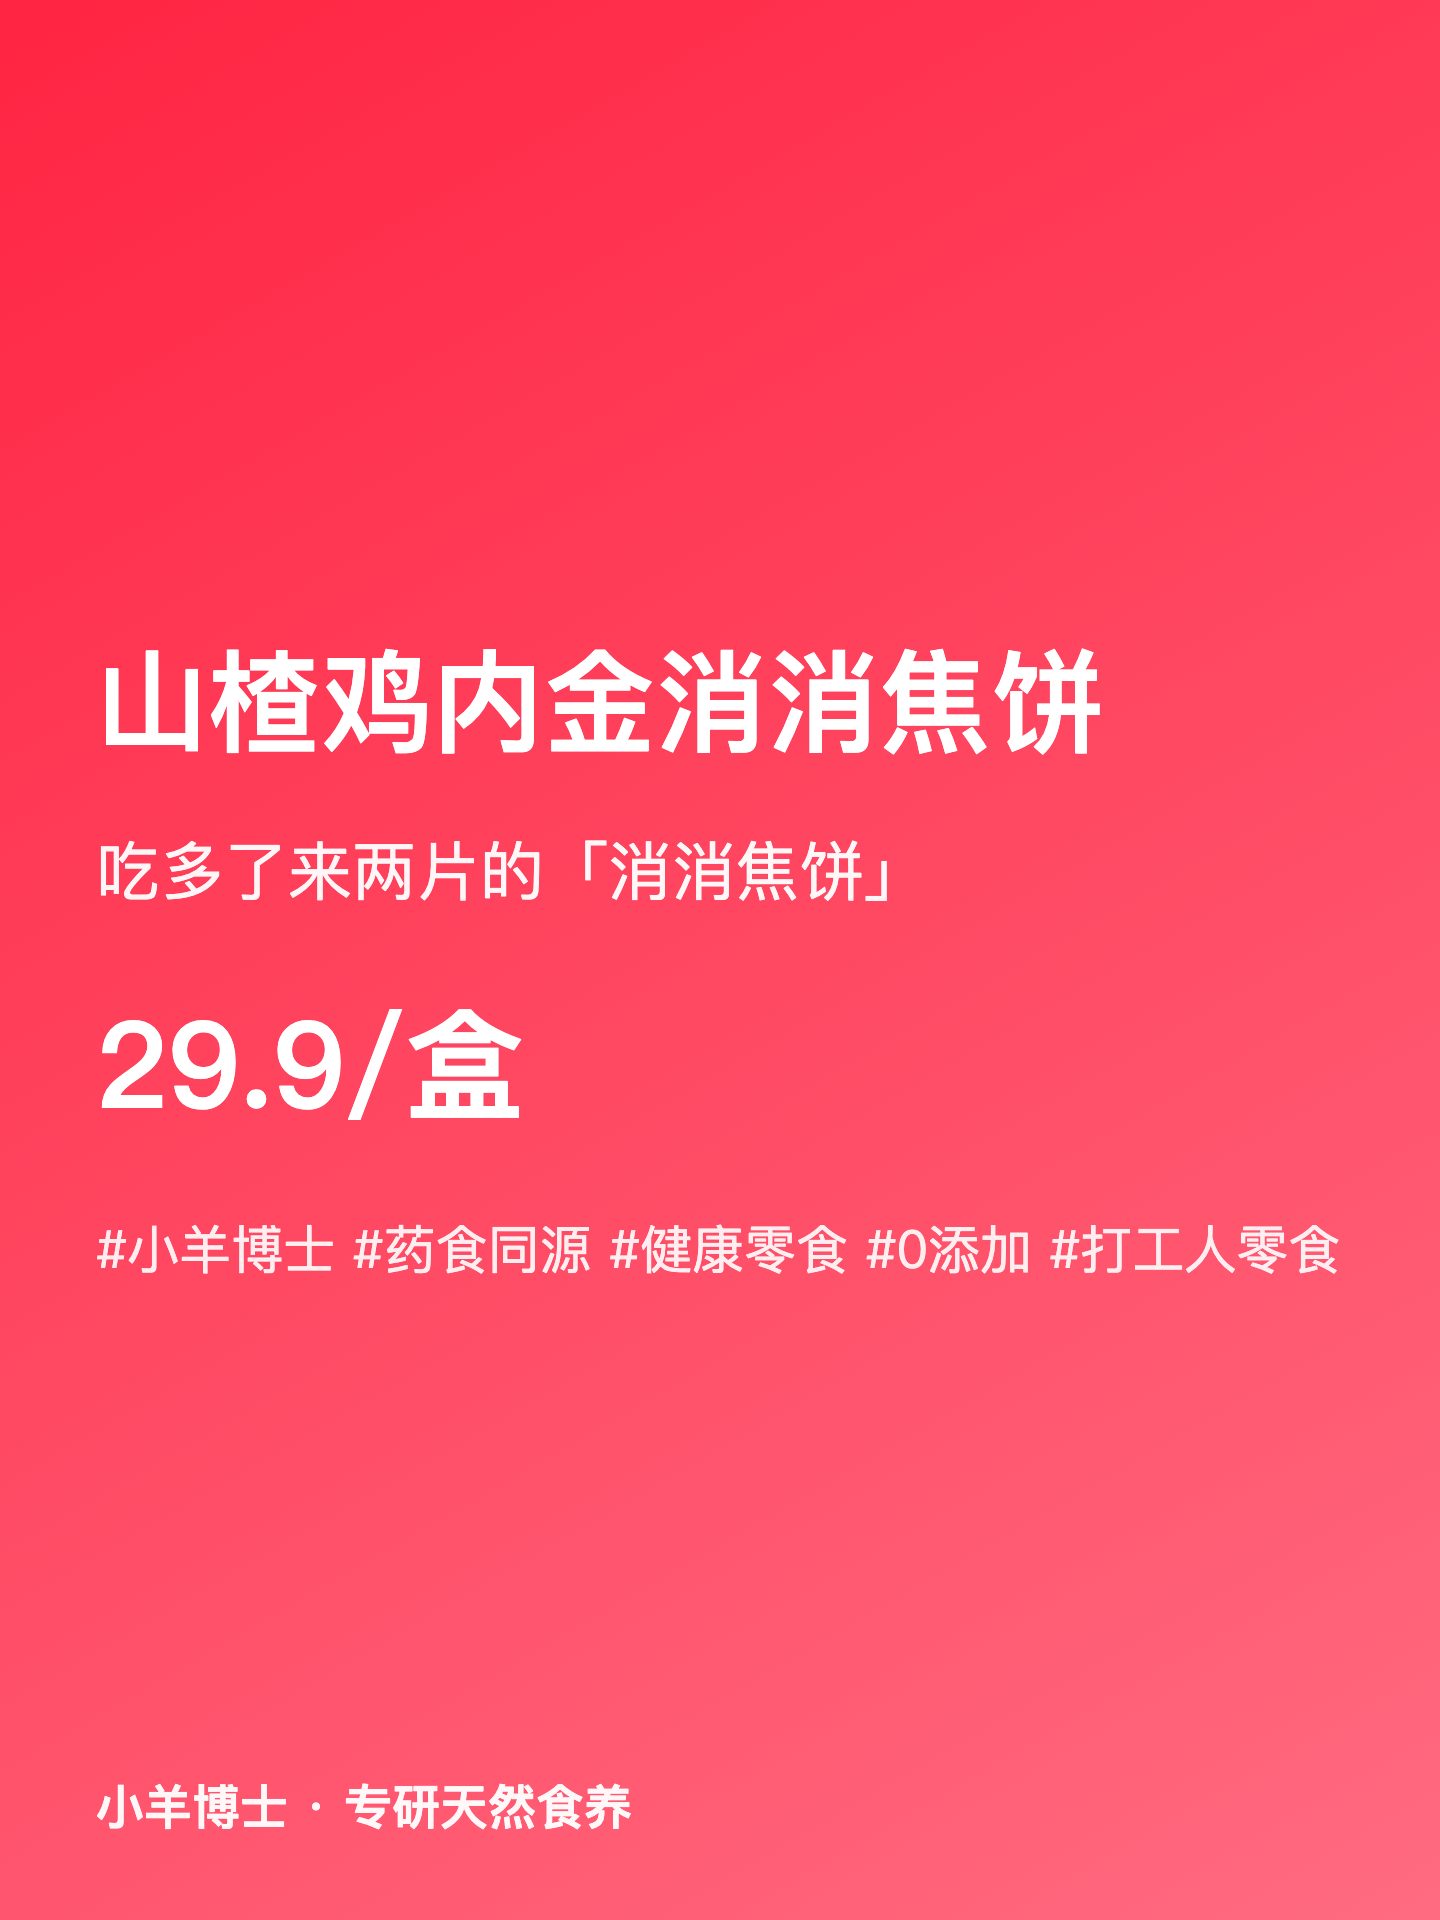 山楂鸡内金消消焦饼
吃多了来两片的「消消焦饼」
29.9/盒
#小羊博士 #药食同源 #健康零食 #0添加 #打工人零食
小羊博士 · 专研天然食养